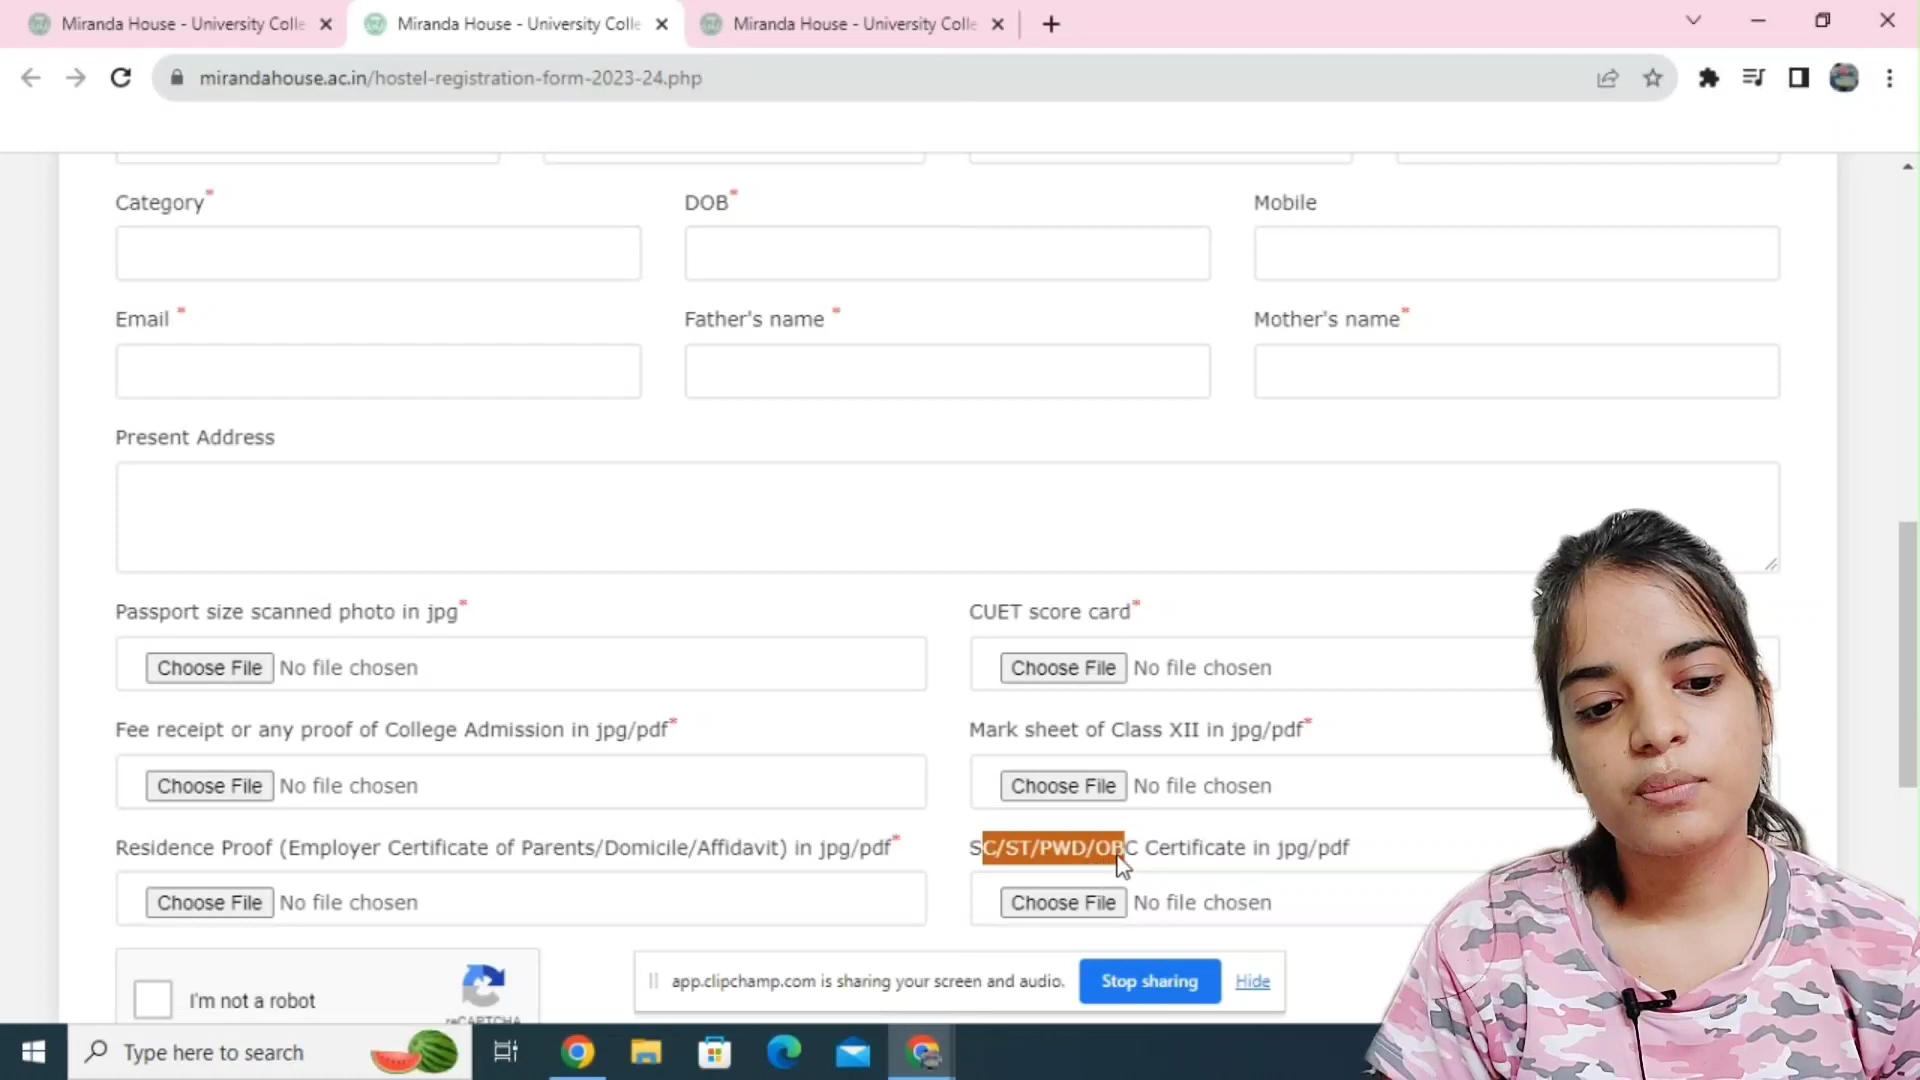 Miranda House - University Colle
Miranda House - University Colle
Miranda House - University Colle
mirandahouse.ac.in/hostel-registration-form-2023-24.php
Category* DOB* Mobile
Email * Father's name * Mother's name*
Present Address
Passport size scanned photo in jpg* CUET score card*
Choose File No file chosen Choose File No file chosen
Fee receipt or any proof of College Admission in jpg/pdf* Mark sheet of Class XII in jpg/pdf*
Choose File No file chosen Choose File No file chosen
Residence Proof (Employer Certificate of Parents/Domicile/Affidavit) in jpg/pdf* SC/ST/PWD/OBC Certificate in jpg/pdf
Choose File No file chosen Choose File No file chosen
I'm not a robot
reCAPTCHA
app.clipchamp.com is sharing your screen and audio. Stop sharing Hide
Type here to search